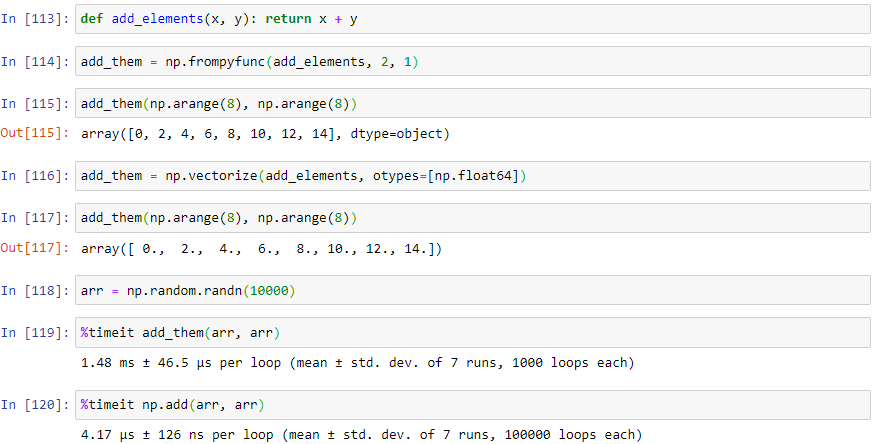 In [113]: def add_elements(x, y): return x + y
In [114]: add_them = np.frompyfunc(add_elements, 2, 1)
In [115]: add_them(np.arange(8), np.arange(8))
Out[115]: array([0, 2, 4, 6, 8, 10, 12, 14], dtype=object)
In [116]: add_them = np.vectorize(add_elements, otypes=[np.float64])
In [117]: add_them(np.arange(8), np.arange(8))
Out[117]: array([ 0.,  2.,  4.,  6.,  8., 10., 12., 14.])
In [118]: arr = np.random.randn(10000)
In [119]: %timeit add_them(arr, arr)
1.48 ms ± 46.5 µs per loop (mean ± std. dev. of 7 runs, 1000 loops each)
In [120]: %timeit np.add(arr, arr)
4.17 µs ± 126 ns per loop (mean ± std. dev. of 7 runs, 100000 loops each)